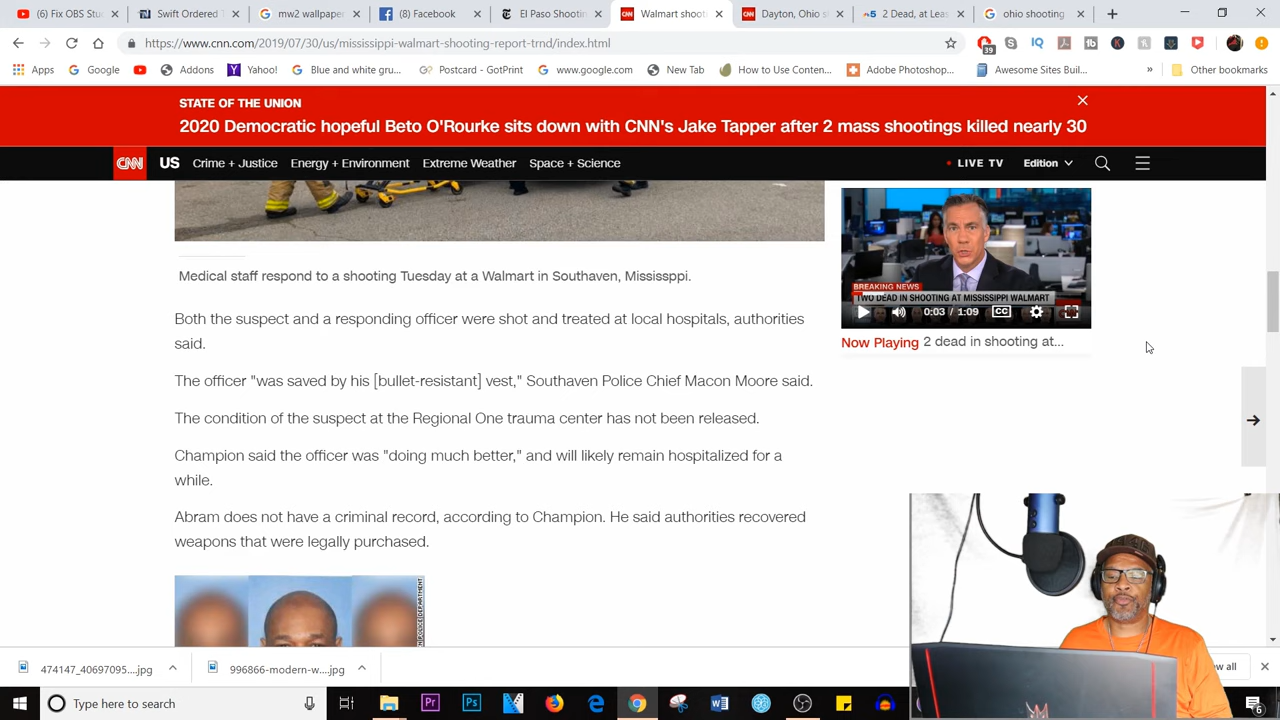 (6) Fix OBS Stu
Swift Ordered T
mw2 wallpape
(8) Facebook
El Paso Shootin
Walmart shoot
Dayton, Ohio s
2 Dead, at Leas
ohio shooting
https://www.cnn.com/2019/07/30/us/mississippi-walmart-shooting-report-trnd/index.html
39
Apps Google Addons Yahoo! Blue and white gru... Postcard - GotPrint www.google.com New Tab How to Use Conten... Adobe Photoshop... Awesome Sites Buil... » Other bookmarks
STATE OF THE UNION
2020 Democratic hopeful Beto O'Rourke sits down with CNN's Jake Tapper after 2 mass shootings killed nearly 30
CNN US Crime + Justice Energy + Environment Extreme Weather Space + Science LIVE TV Edition
BREAKING NEWS
TWO DEAD IN SHOOTING AT MISSISSIPPI WALMART
0:03 / 1:09 CC
Now Playing 2 dead in shooting at...
Medical staff respond to a shooting Tuesday at a Walmart in Southaven, Mississppi.
Both the suspect and a responding officer were shot and treated at local hospitals, authorities
said.
The officer "was saved by his [bullet-resistant] vest," Southaven Police Chief Macon Moore said.
The condition of the suspect at the Regional One trauma center has not been released.
Champion said the officer was "doing much better," and will likely remain hospitalized for a
while.
Abram does not have a criminal record, according to Champion. He said authorities recovered
weapons that were legally purchased.
474147_40697095....jpg
996866-modern-w....jpg
all
Type here to search
Pr Ps
6